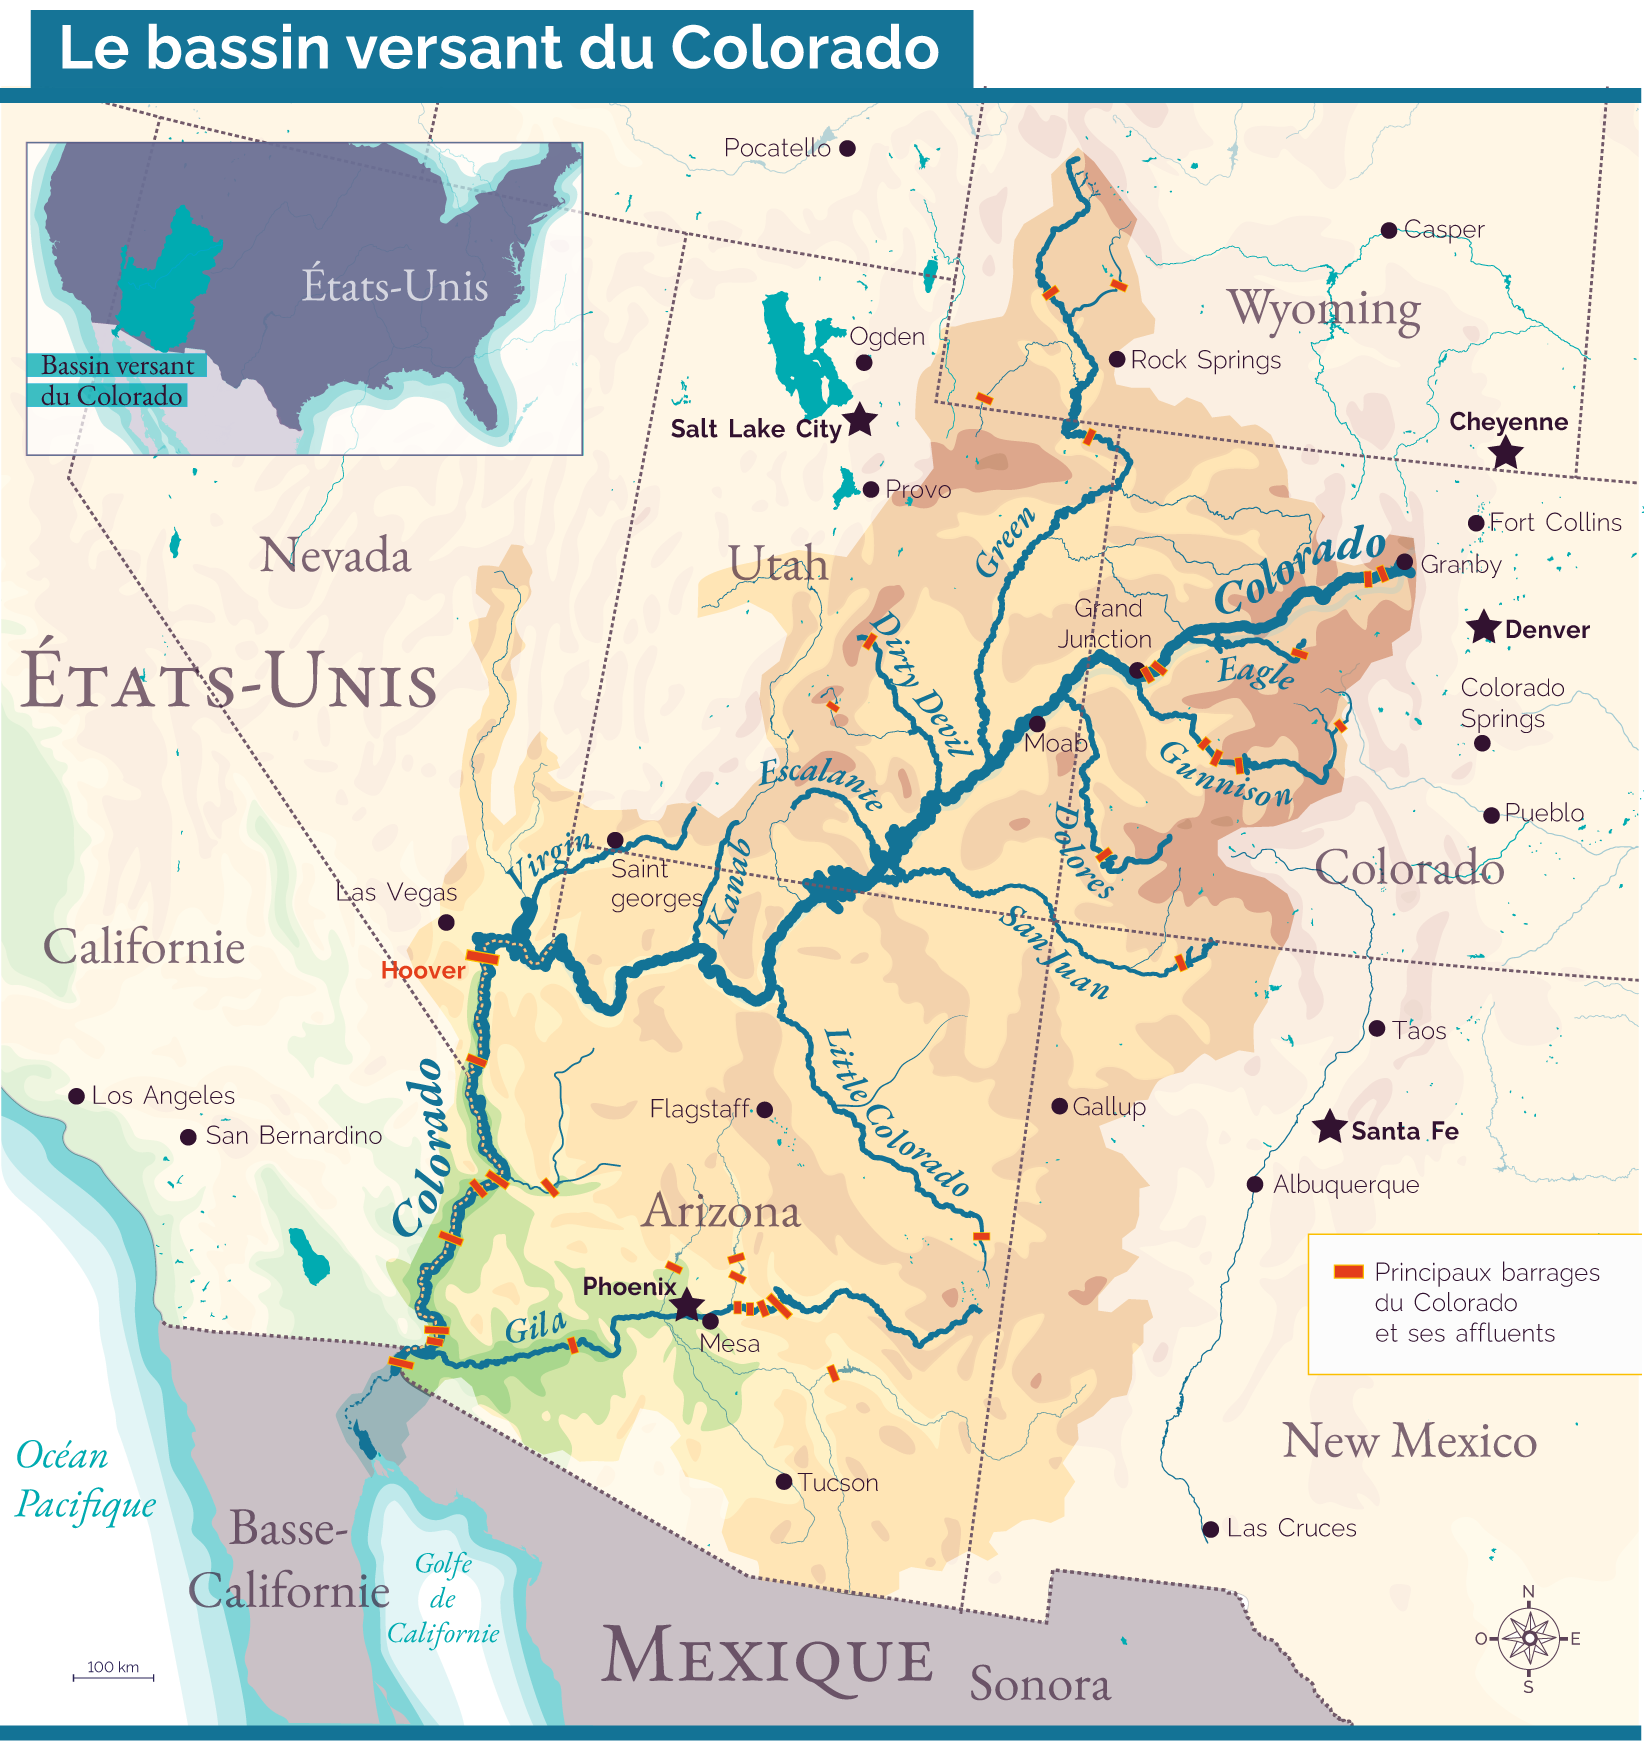 Le bassin versant du Colorado
Pocatello
Casper
États-Unis
Wyoming
Bassin versant
du Colorado
Ogden
Rock Springs
Salt Lake City
Cheyenne
Provo
Fort Collins
Nevada
Utah
Green
Colorado
Granby
Grand
Junction
Denver
États-Unis
Dirty Devil
Eagle
Colorado
Springs
Moab
Gunnison
Escalante
Dolores
Pueblo
Virgin
Saint
georges
Kanab
Colorado
Las Vegas
Californie
San Juan
Hoover
Taos
Little Colorado
Los Angeles
San Bernardino
Colorado
Flagstaff
Gallup
Santa Fe
Albuquerque
Arizona
Phoenix
Mesa
Gila
Principaux barrages
du Colorado
et ses affluents
New Mexico
Océan
Pacifique
Tucson
Las Cruces
Basse-
Californie
Golfe
de
Californie
Mexique
Sonora
100 km
N
O
E
S